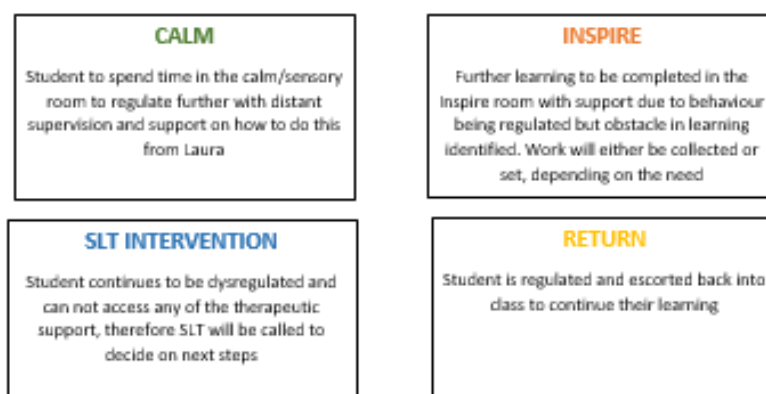 CALM
Student to spend time in the calm/sensory
room to regulate further with distant
supervision and support on how to do this
from Laura
INSPIRE
Further learning to be completed in the
Inspire room with support due to behaviour
being regulated but obstacle in learning
identified. Work will either be collected or
set, depending on the need
SLT INTERVENTION
Student continues to be dysregulated and
can not access any of the therapeutic
support, therefore SLT will be called to
decide on next steps
RETURN
Student is regulated and escorted back into
class to continue their learning